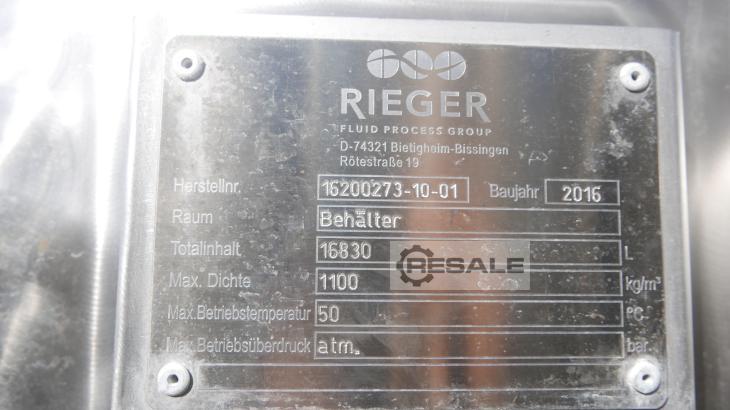 RIEGER
FLUID PROCESS GROUP
D-74321 Bietigheim-Bissingen
Rötestraße 19
Herstellnr. 16200273-10-01 Baujahr 2016
Raum Behälter
Totalinhalt 16830 L
RESALE
Max. Dichte 1100 kg/m³
Max.Betriebstemperatur 50 °C
Max.Betriebsüberdruck atm. bar